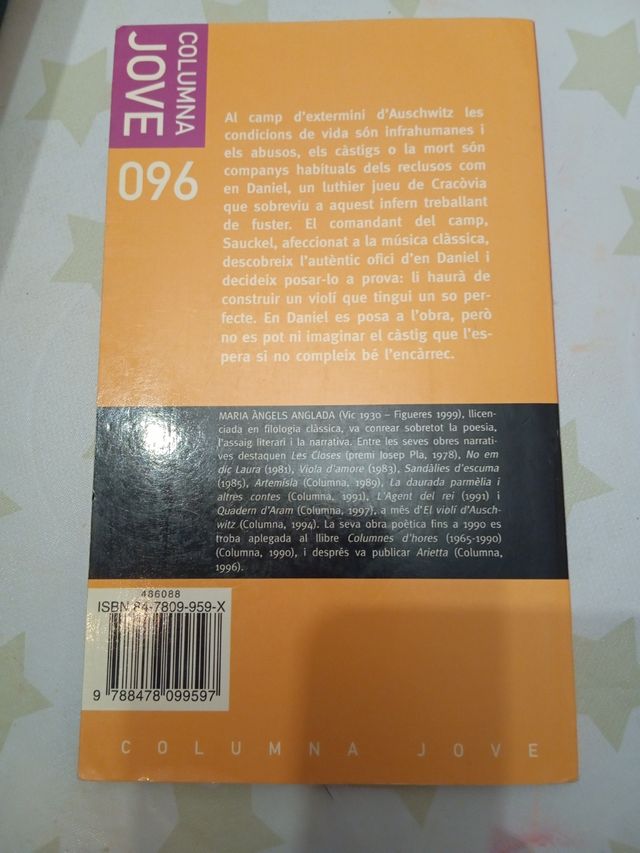 COLUMNA
JOVE
096
Al camp d'extermini d'Auschwitz les
condicions de vida són infrahumanes i
els abusos, els càstigs o la mort són
companys habituals dels reclusos com
en Daniel, un luthier jueu de Cracòvia
que sobreviu a aquest infern treballant
de fuster. El comandant del camp,
Sauckel, afeccionat a la música clàssica,
descobreix l'autèntic ofici d'en Daniel i
decideix posar-lo a prova: li haurà de
construir un violí que tingui un so per-
fecte. En Daniel es posa a l'obra, però
no es pot ni imaginar el càstig que l'es-
pera si no compleix bé l'encàrrec.
MARIA ÀNGELS ANGLADA (Vic 1930 – Figueres 1999), llicen-
ciada en filologia clàssica, va conrear sobretot la poesia,
l'assaig literari i la narrativa. Entre les seves obres narrati-
ves destaquen Les Closes (premi Josep Pla, 1978), No em
dic Laura (1981), Viola d'amore (1983), Sandàlies d'escuma
(1985), Artemísia (Columna, 1989), La daurada parmèlia i
altres contes (Columna, 1991), L'Agent del rei (1991) i
Quadern d'Aram (Columna, 1997), a més d'El violí d'Ausch-
witz (Columna, 1994). La seva obra poètica fins a 1990 es
troba aplegada al llibre Columnes d'hores (1965-1990)
(Columna, 1990), i després va publicar Arietta (Columna,
1996).
486088
ISBN 84-7809-959-X
9 788478 099597
COLUMNA JOVE